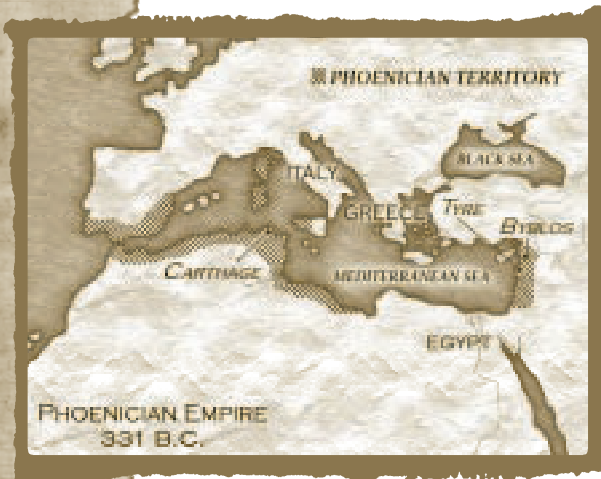 PHOENICIAN TERRITORY
BLACK SEA
ITALY
GREECE
TYRE
BYBLOS
CARTHAGE
MEDITERRANEAN SEA
EGYPT
PHOENICIAN EMPIRE
331 B.C.